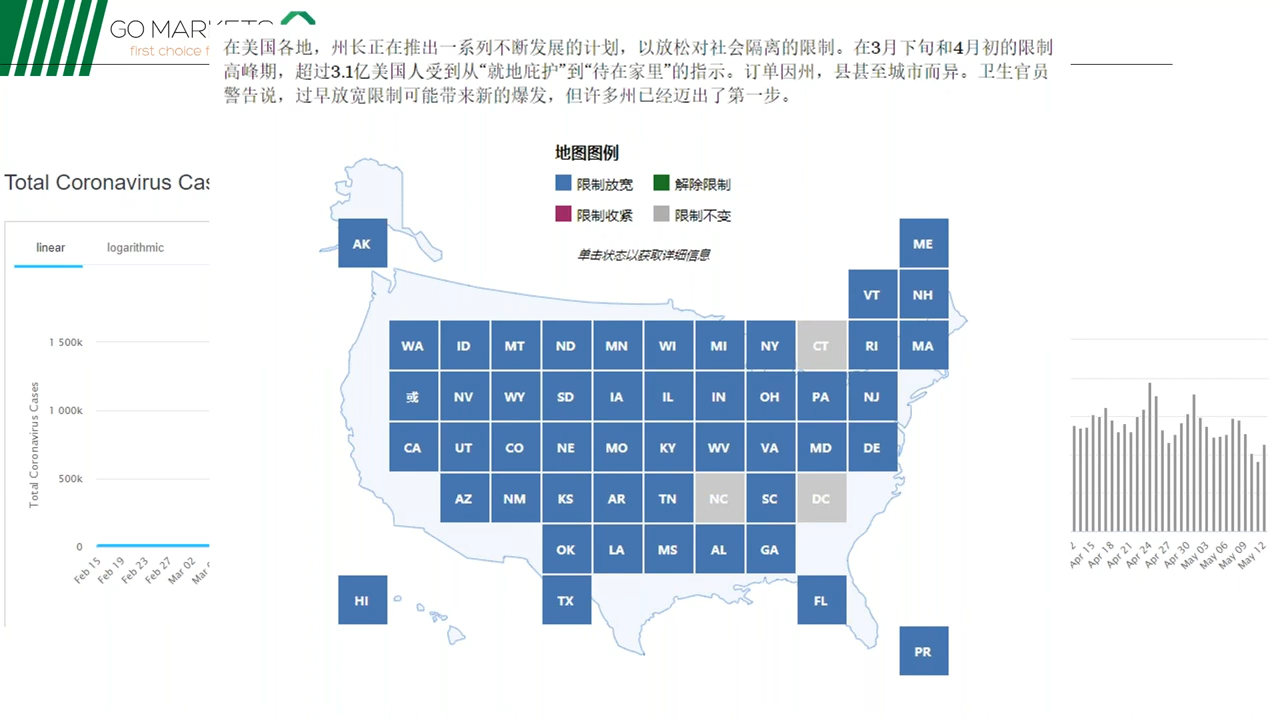 GO MARKETS
first choice f
在美国各地，州长正在推出一系列不断发展的计划，以放松对社会隔离的限制。在3月下旬和4月初的限制
高峰期，超过3.1亿美国人受到从“就地庇护”到“待在家里”的指示。订单因州，县甚至城市而异。卫生官员
警告说，过早放宽限制可能带来新的爆发，但许多州已经迈出了第一步。
Total Coronavirus Cas
linear logarithmic
地图图例
限制放宽 解除限制
限制收紧 限制不变
单击状态以获取详细信息
AK ME
VT NH
WA ID MT ND MN WI MI NY CT RI MA
或 NV WY SD IA IL IN OH PA NJ
CA UT CO NE MO KY WV VA MD DE
AZ NM KS AR TN NC SC DC
OK LA MS AL GA
HI TX FL
PR
Total Coronavirus Cases
1 500k
1 000k
500k
0
Feb 15 Feb 19 Feb 23 Feb 27 Mar 02
Apr 15 Apr 18 Apr 21 Apr 24 Apr 27 Apr 30 May 03 May 06 May 09 May 12